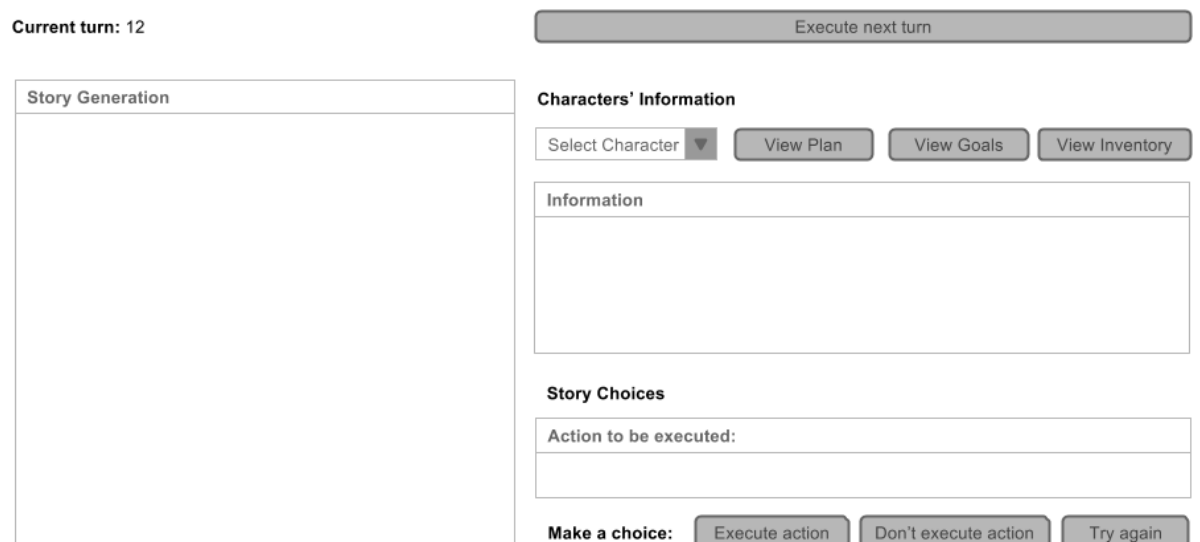 Current turn: 12
Execute next turn
Story Generation
Characters’ Information
Select Character
View Plan
View Goals
View Inventory
Information
Story Choices
Action to be executed:
Make a choice:
Execute action
Don’t execute action
Try again